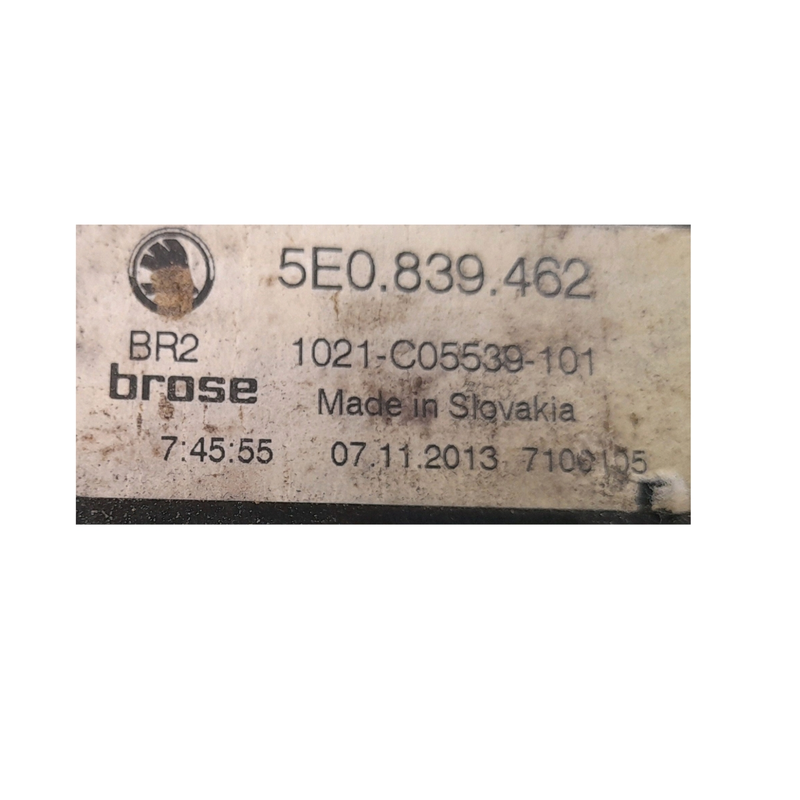 5E0.839.462
BR2 1021-C05539-101
brose Made in Slovakia
7:45:55 07.11.2013